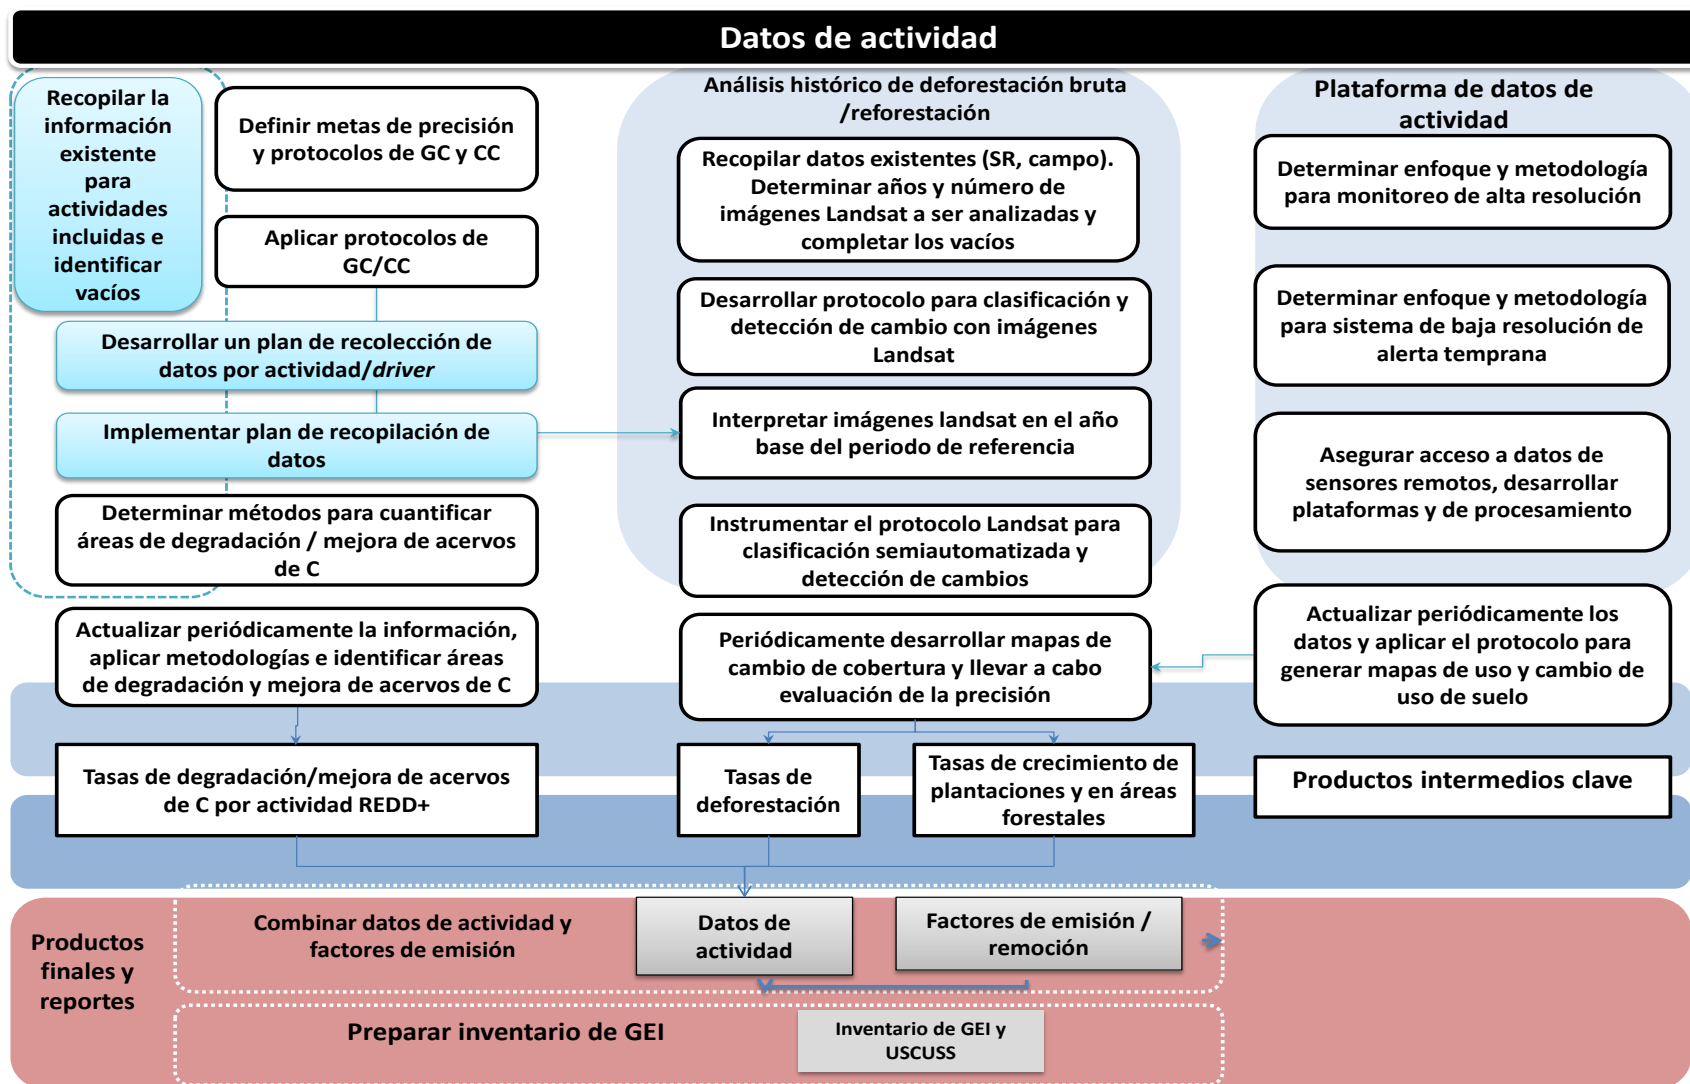 Datos de actividad
Recopilar la
información
existente
para
actividades
incluidas e
identificar
vacíos
Definir metas de precisión
y protocolos de GC y CC
Aplicar protocolos de
GC/CC
Desarrollar un plan de recolección de
datos por actividad/driver
Implementar plan de recopilación de
datos
Determinar métodos para cuantificar
áreas de degradación / mejora de acervos
de C
Actualizar periódicamente la información,
aplicar metodologías e identificar áreas
de degradación y mejora de acervos de C
Análisis histórico de deforestación bruta
/reforestación
Recopilar datos existentes (SR, campo).
Determinar años y número de
imágenes Landsat a ser analizadas y
completar los vacíos
Desarrollar protocolo para clasificación y
detección de cambio con imágenes
Landsat
Interpretar imágenes landsat en el año
base del periodo de referencia
Instrumentar el protocolo Landsat para
clasificación semiautomatizada y
detección de cambios
Periódicamente desarrollar mapas de
cambio de cobertura y llevar a cabo
evaluación de la precisión
Plataforma de datos de
actividad
Determinar enfoque y metodología
para monitoreo de alta resolución
Determinar enfoque y metodología
para sistema de baja resolución de
alerta temprana
Asegurar acceso a datos de
sensores remotos, desarrollar
plataformas y de procesamiento
Actualizar periódicamente los
datos y aplicar el protocolo para
generar mapas de uso y cambio de
uso de suelo
Tasas de degradación/mejora de acervos
de C por actividad REDD+
Tasas de
deforestación
Tasas de crecimiento de
plantaciones y en áreas
forestales
Productos intermedios clave
Productos
finales y
reportes
Combinar datos de actividad y
factores de emisión
Datos de
actividad
Factores de emisión /
remoción
Preparar inventario de GEI
Inventario de GEI y
USCUSS